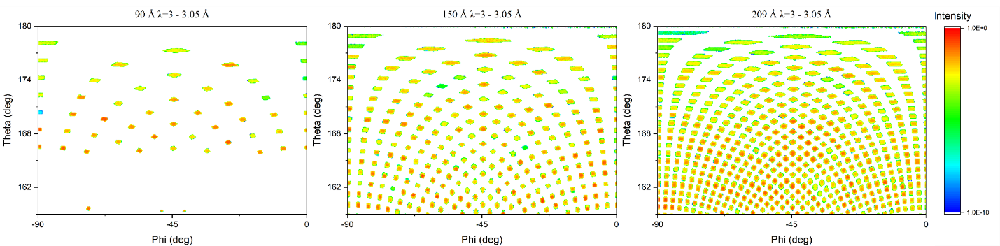 90 Å λ=3 - 3.05 Å
150 Å λ=3 - 3.05 Å
209 Å λ=3 - 3.05 Å
Intensity
180
174
168
162
Theta (deg)
-90
-45
0
Phi (deg)
180
174
168
162
Theta (deg)
-90
-45
0
Phi (deg)
180
174
168
162
Theta (deg)
-90
-45
0
Phi (deg)
1.0E+0
1.0E-10